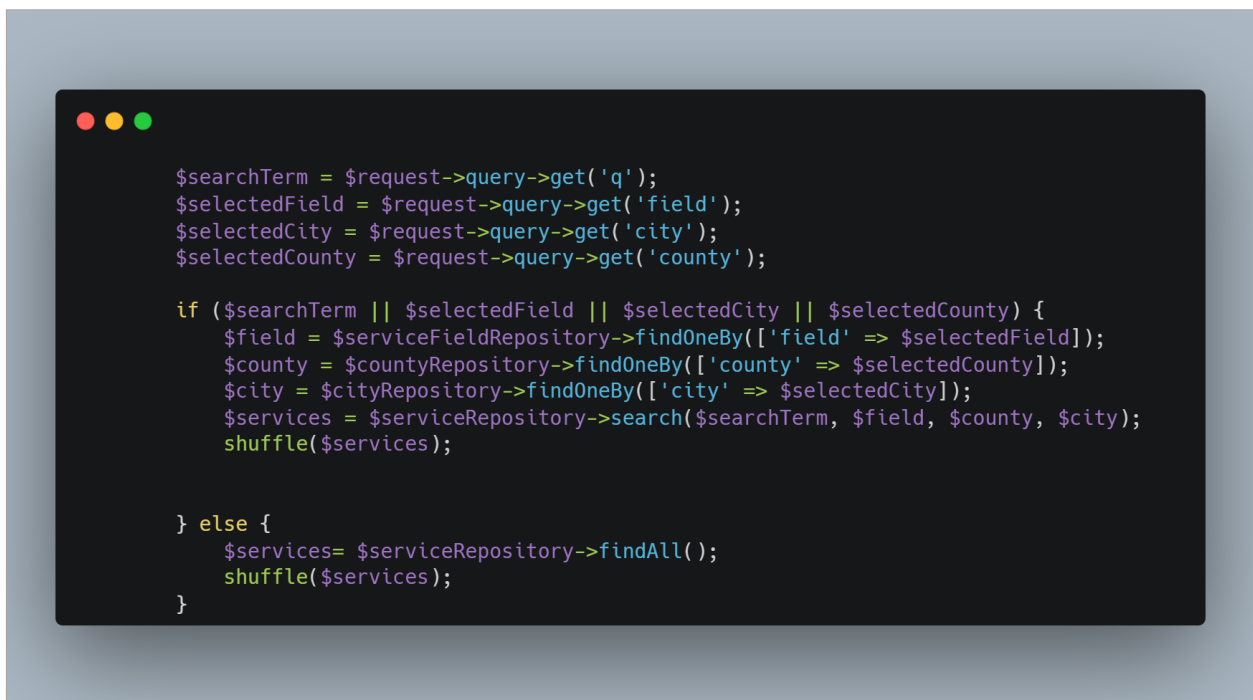 $searchTerm = $request->query->get('q');
$selectedField = $request->query->get('field');
$selectedCity = $request->query->get('city');
$selectedCounty = $request->query->get('county');

if ($searchTerm || $selectedField || $selectedCity || $selectedCounty) {
    $field = $serviceFieldRepository->findOneBy(['field' => $selectedField]);
    $county = $countyRepository->findOneBy(['county' => $selectedCounty]);
    $city = $cityRepository->findOneBy(['city' => $selectedCity]);
    $services = $serviceRepository->search($searchTerm, $field, $county, $city);
    shuffle($services);


} else {
    $services= $serviceRepository->findAll();
    shuffle($services);
}